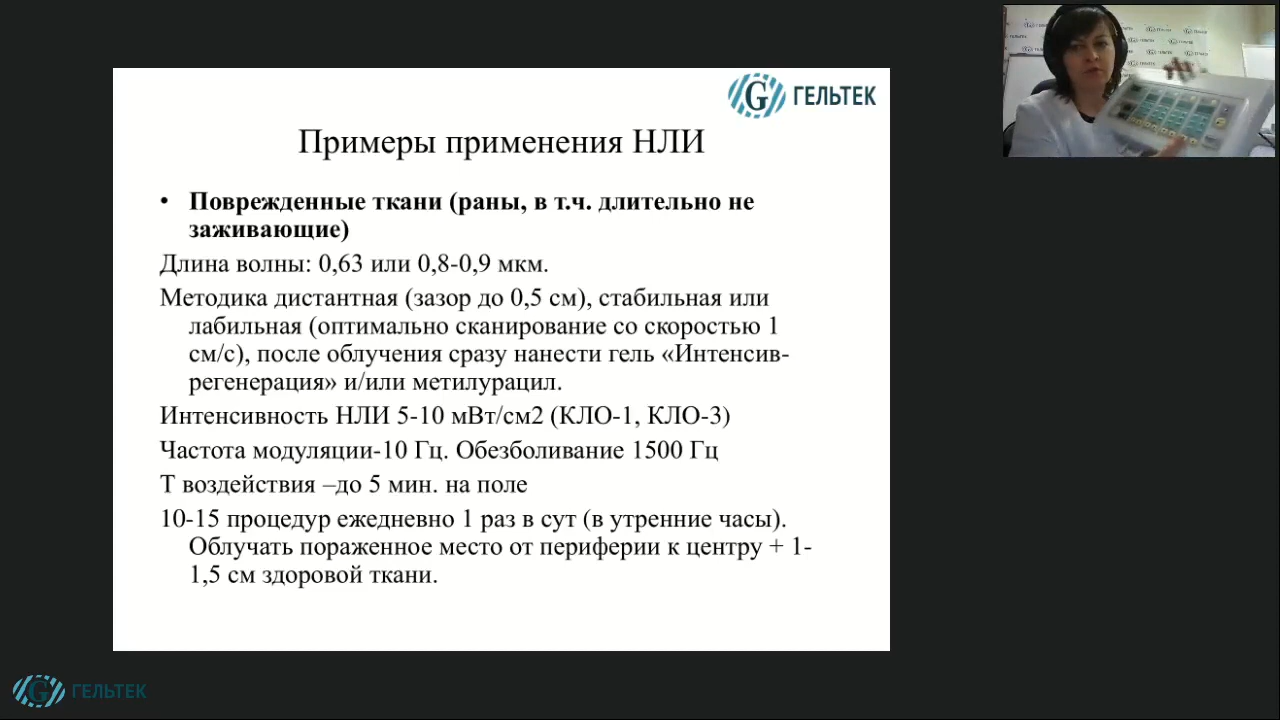 ГЕЛЬТЕК
Примеры применения НЛИ
• Поврежденные ткани (раны, в т.ч. длительно не
заживающие)
Длина волны: 0,63 или 0,8-0,9 мкм.
Методика дистантная (зазор до 0,5 см), стабильная или
лабильная (оптимально сканирование со скоростью 1
см/с), после облучения сразу нанести гель «Интенсив-
регенерация» и/или метилурацил.
Интенсивность НЛИ 5-10 мВт/см2 (КЛО-1, КЛО-3)
Частота модуляции-10 Гц. Обезболивание 1500 Гц
Т воздействия –до 5 мин. на поле
10-15 процедур ежедневно 1 раз в сут (в утренние часы).
Облучать пораженное место от периферии к центру + 1-
1,5 см здоровой ткани.
ГЕЛЬТЕК